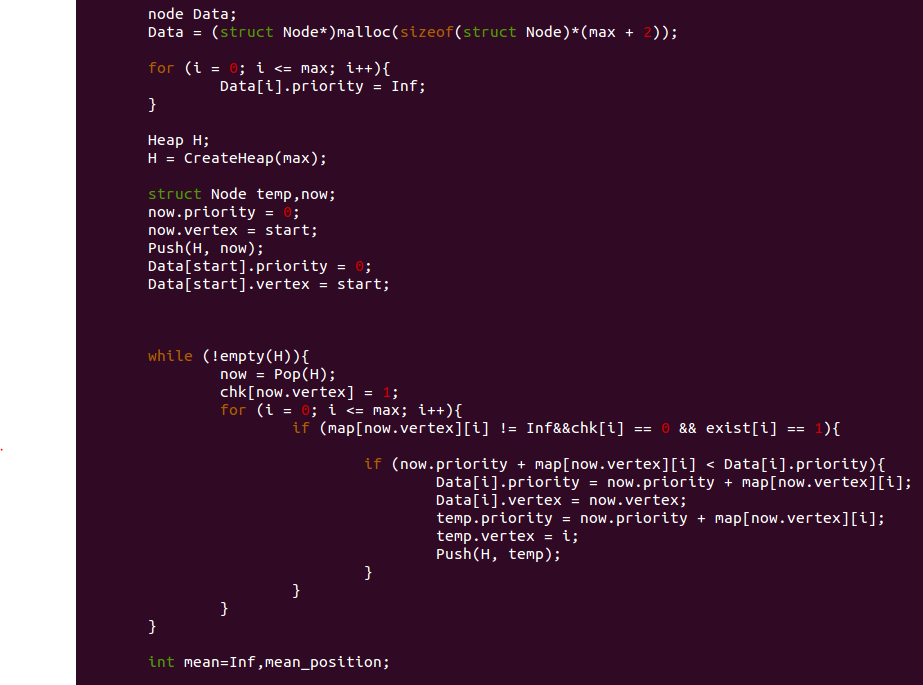 node Data;
Data = (struct Node*)malloc(sizeof(struct Node)*(max + 2));
for (i = 0; i <= max; i++){
Data[i].priority = Inf;
}
Heap H;
H = CreateHeap(max);
struct Node temp,now;
now.priority = 0;
now.vertex = start;
Push(H, now);
Data[start].priority = 0;
Data[start].vertex = start;
while (!empty(H)){
now = Pop(H);
chk[now.vertex] = 1;
for (i = 0; i <= max; i++){
if (map[now.vertex][i] != Inf&&chk[i] == 0 && exist[i] == 1){
if (now.priority + map[now.vertex][i] < Data[i].priority){
Data[i].priority = now.priority + map[now.vertex][i];
Data[i].vertex = now.vertex;
temp.priority = now.priority + map[now.vertex][i];
temp.vertex = i;
Push(H, temp);
}
}
}
}
int mean=Inf,mean_position;